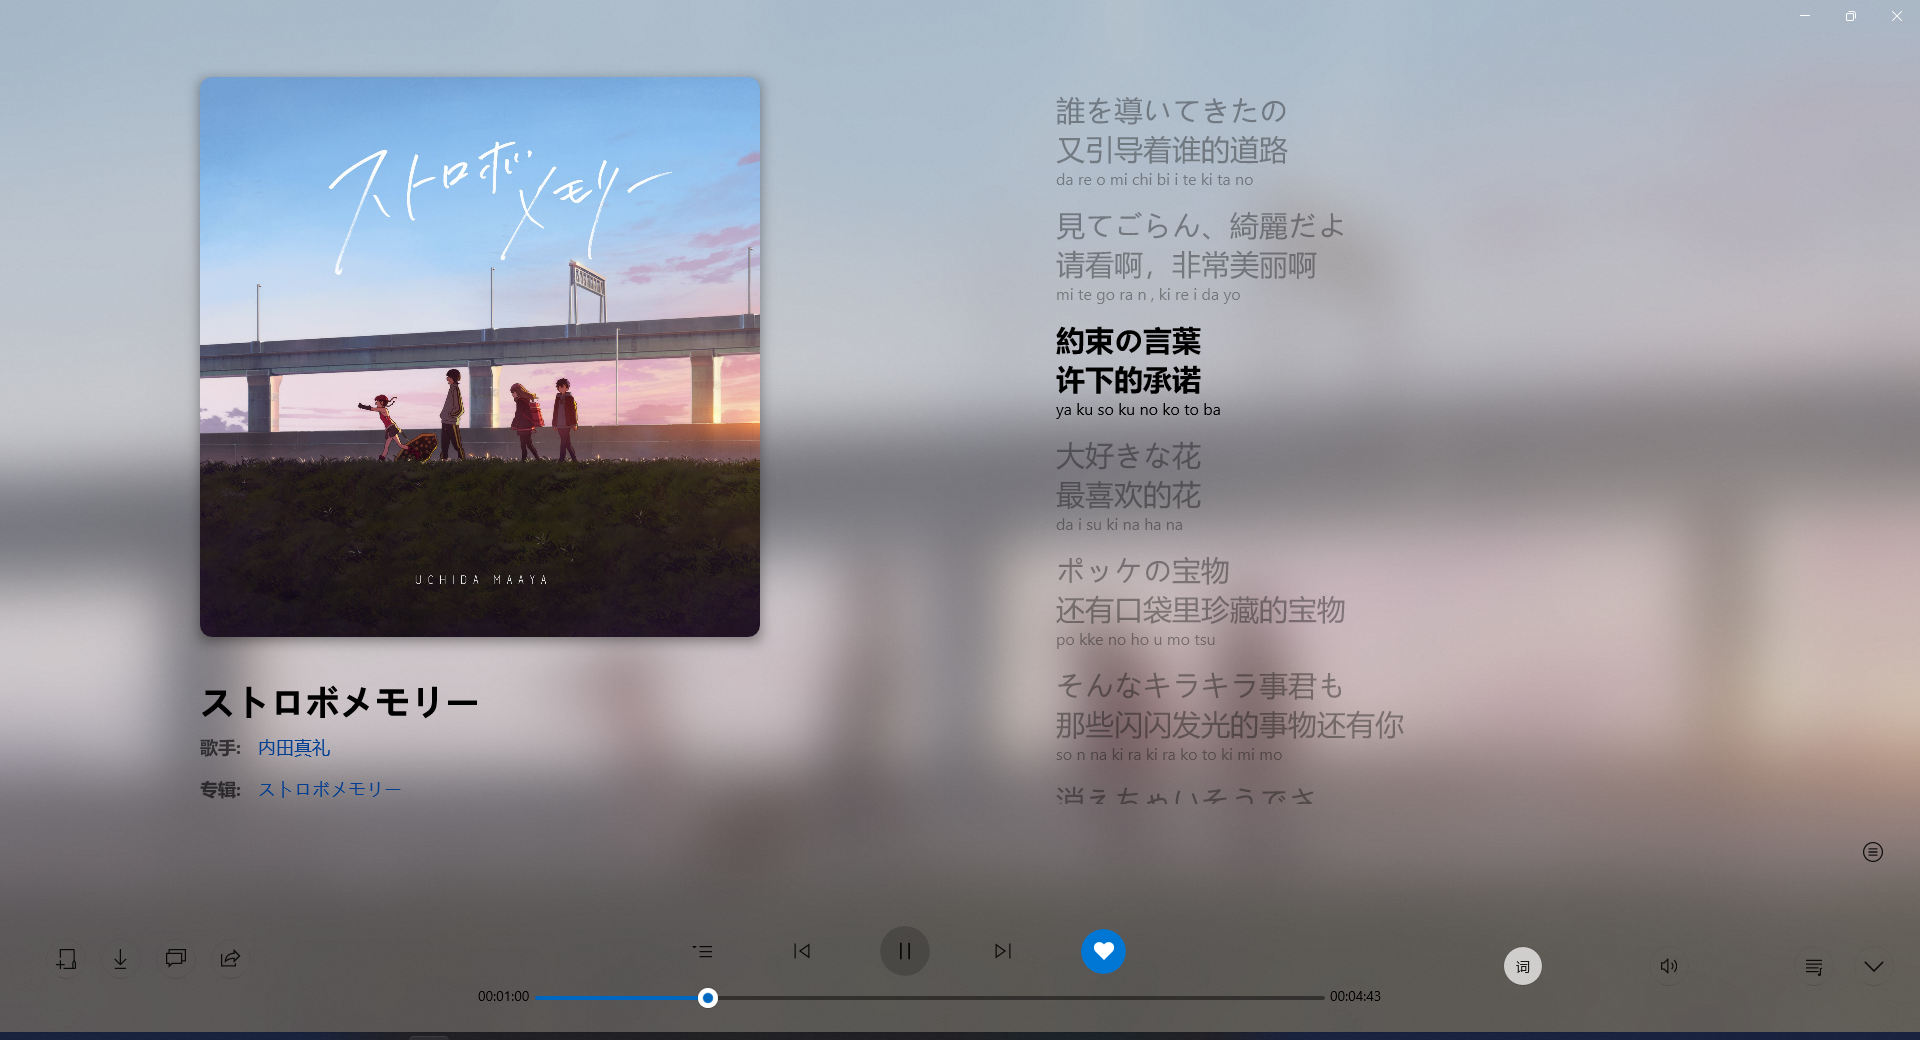 ストロボ
メモリー
UCHIDA MAAYA
ストロボメモリー
歌手: 内田真礼
专辑: ストロボメモリー
誰を導いてきたの
又引导着谁的道路
da re o mi chi bi i te ki ta no
見てごらん、綺麗だよ
请看啊，非常美丽啊
mi te go ra n , ki re i da yo
約束の言葉
许下的承诺
ya ku so ku no ko to ba
大好きな花
最喜欢的花
da i su ki na ha na
ポッケの宝物
还有口袋里珍藏的宝物
po kke no ho u mo tsu
そんなキラキラ事君も
那些闪闪发光的事物还有你
so n na ki ra ki ra ko to ki mi mo
消えちゃいそうでさ
词
00:01:00
00:04:43